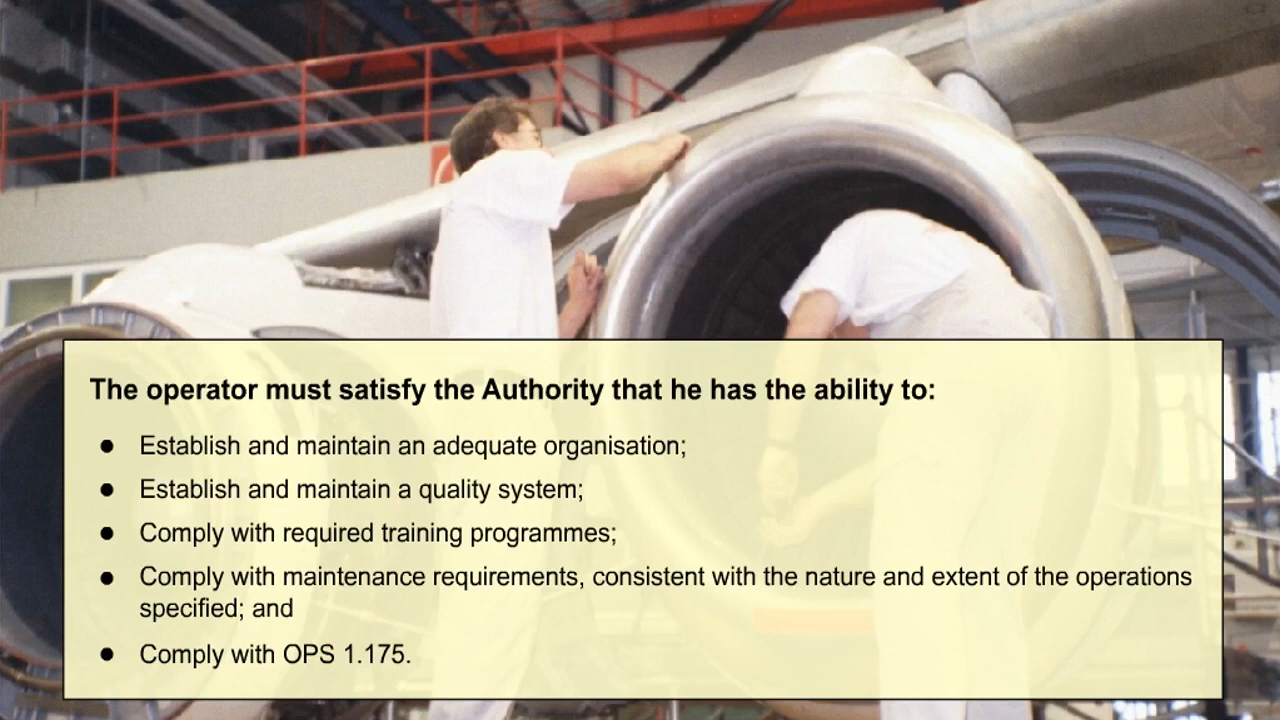 The operator must satisfy the Authority that he has the ability to:
● Establish and maintain an adequate organisation;
● Establish and maintain a quality system;
● Comply with required training programmes;
● Comply with maintenance requirements, consistent with the nature and extent of the operations
specified; and
● Comply with OPS 1.175.